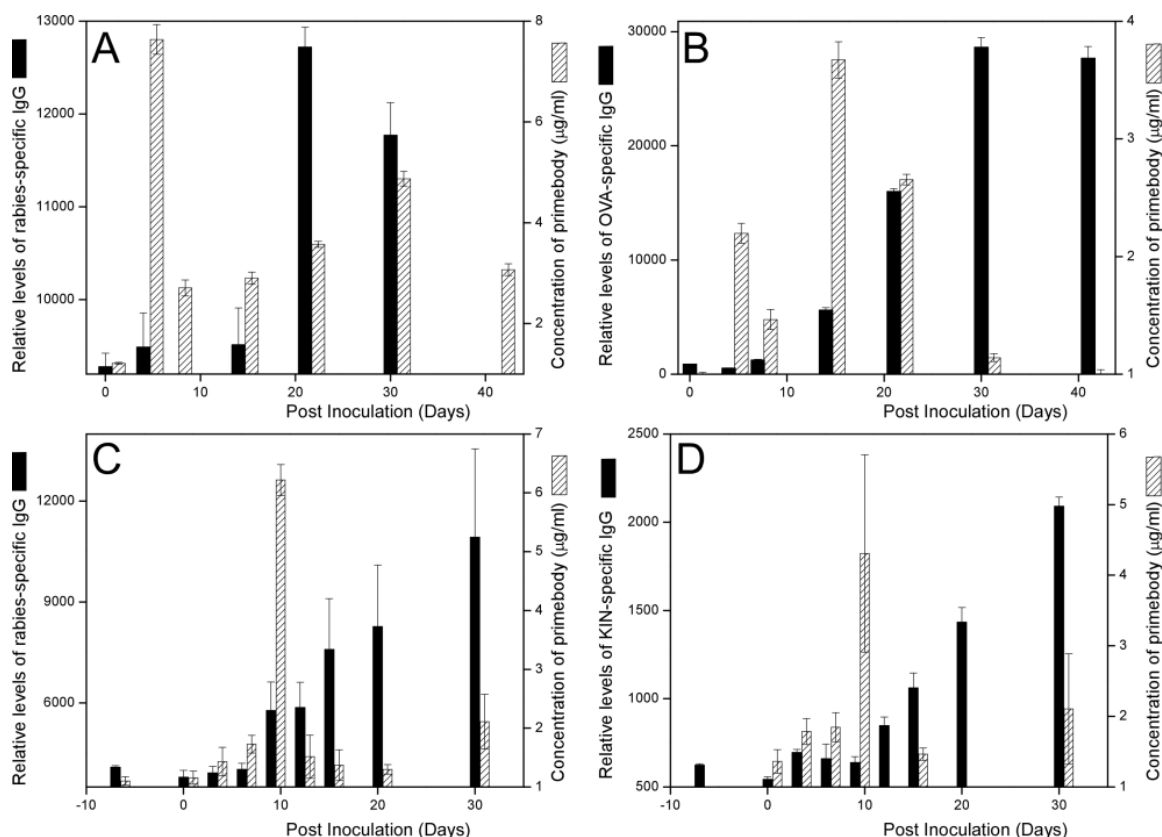 A
Relative levels of rabies-specific IgG
13000
12000
11000
10000
8
6
4
2
Concentration of primebody (µg/ml)
0 10 20 30 40
Post Inoculation (Days)
B
Relative levels of OVA-specific IgG
30000
20000
10000
0
4
3
2
1
Concentration of primebody (µg/ml)
0 10 20 30 40
Post Inoculation (Days)
C
Relative levels of rabies-specific IgG
12000
9000
6000
7
6
5
4
3
2
1
Concentration of primebody (µg/ml)
-10 0 10 20 30
Post Inoculation (Days)
D
Relative levels of KIN-specific IgG
2500
2000
1500
1000
500
6
5
4
3
2
1
Concentration of primebody (µg/ml)
-10 0 10 20 30
Post Inoculation (Days)